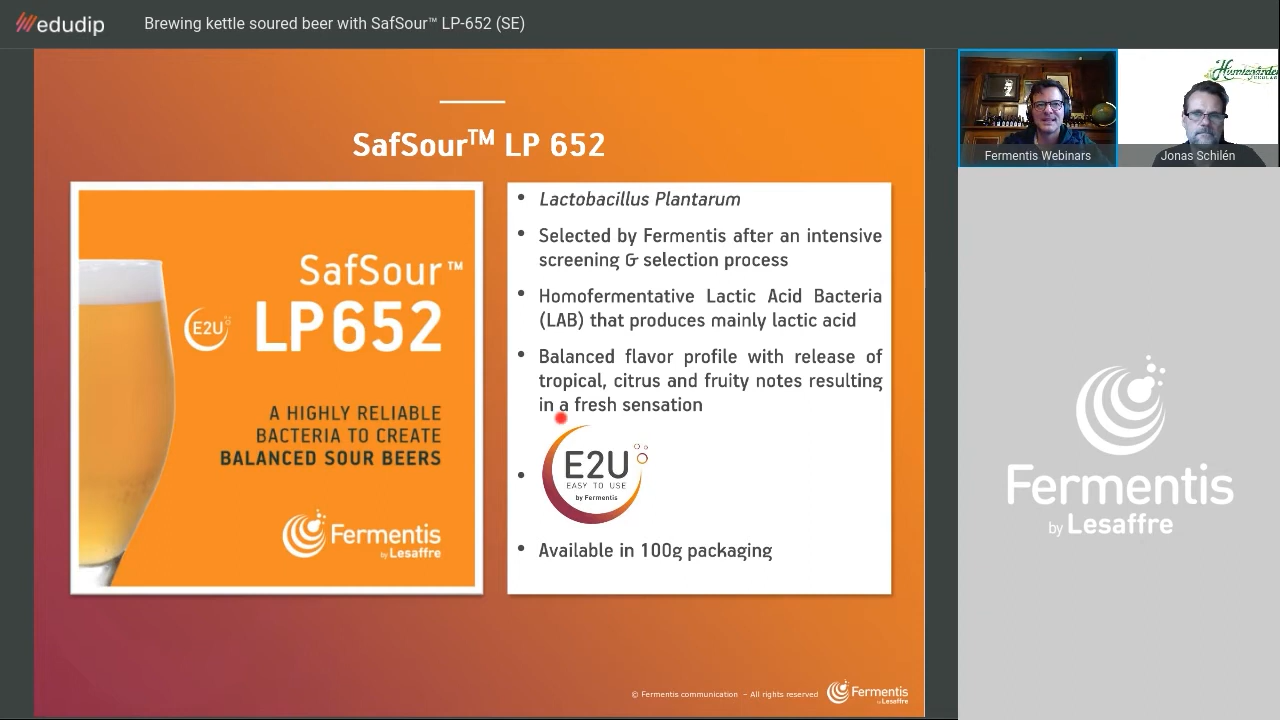 edudip
Brewing kettle soured beer with SafSour™ LP-652 (SE)
SafSour™ LP 652
SafSour™
E2U
LP652
A HIGHLY RELIABLE
BACTERIA TO CREATE
BALANCED SOUR BEERS
Fermentis
by Lesaffre
• Lactobacillus Plantarum
• Selected by Fermentis after an intensive
screening & selection process
• Homofermentative Lactic Acid Bacteria
(LAB) that produces mainly lactic acid
• Balanced flavor profile with release of
tropical, citrus and fruity notes resulting
in a fresh sensation
• E2U
EASY TO USE
by Fermentis
• Available in 100g packaging
© Fermentis communication – All rights reserved
Fermentis
by Lesaffre
Fermentis Webinars
Jonas Schilén
Fermentis
by Lesaffre